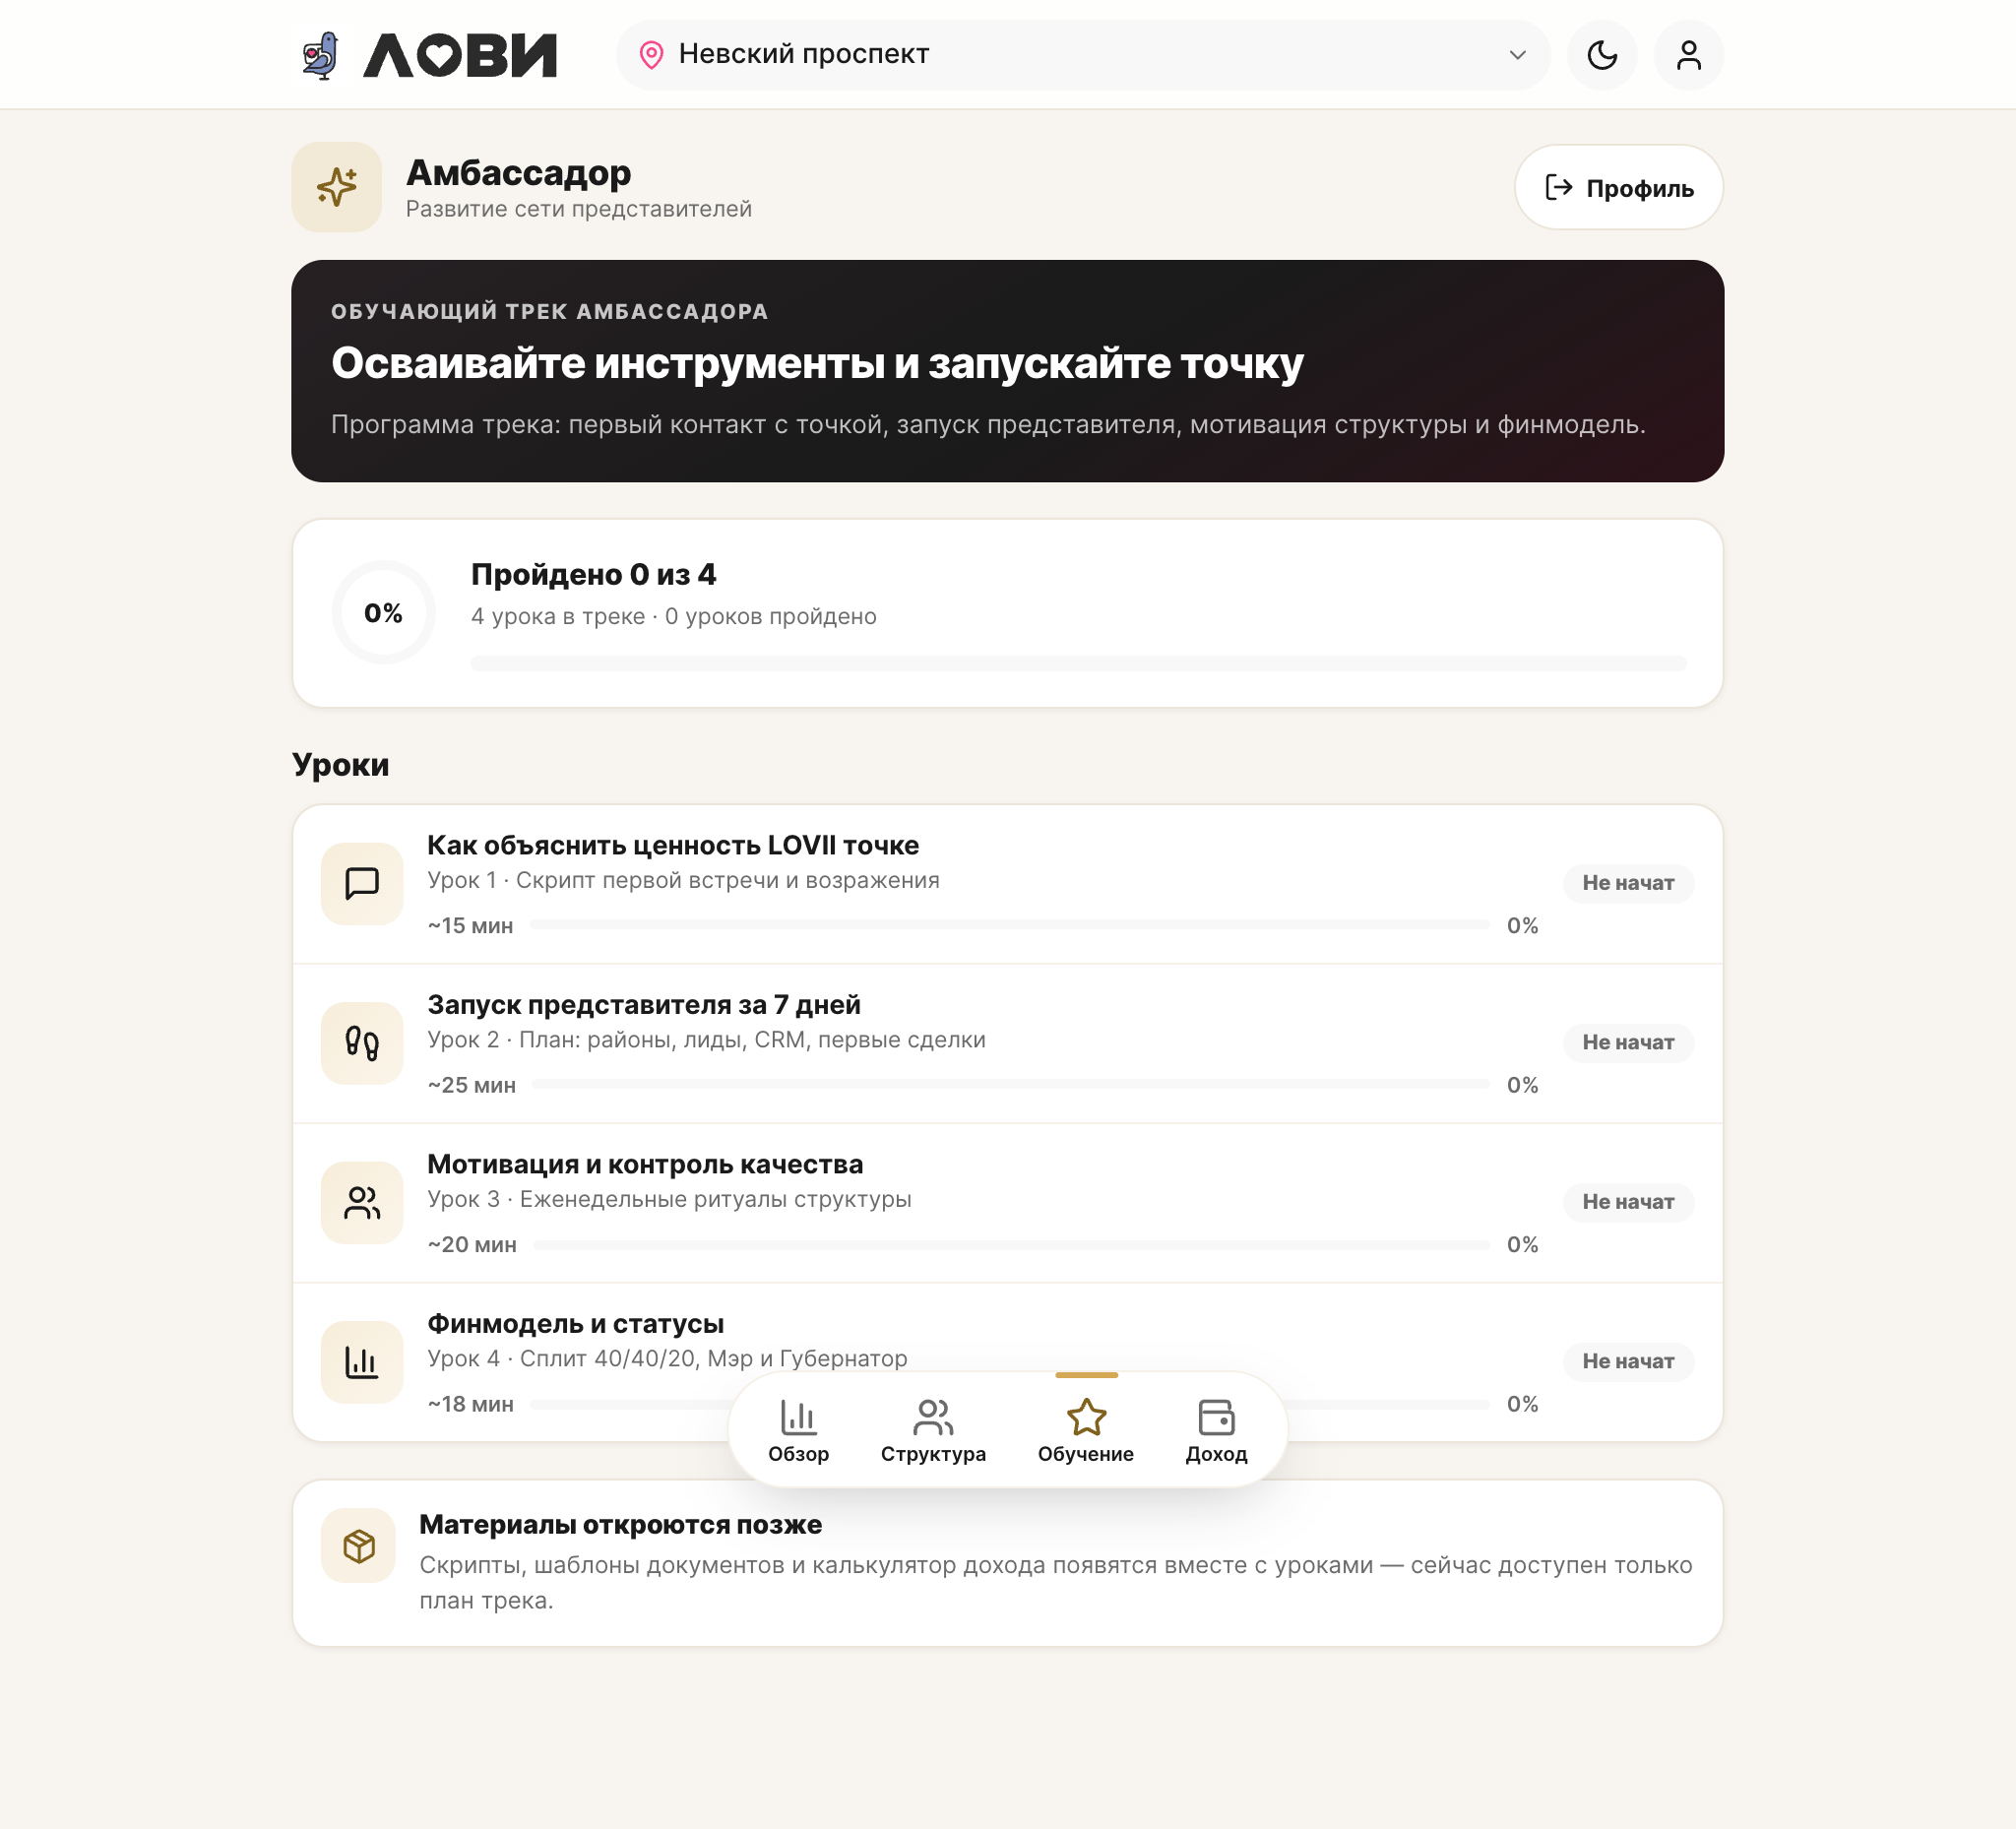 ЛОВИ
Невский проспект
Амбассадор
Развитие сети представителей
Профиль
ОБУЧАЮЩИЙ ТРЕК АМБАССАДОРА
Осваивайте инструменты и запускайте точку
Программа трека: первый контакт с точкой, запуск представителя, мотивация структуры и финмодель.
0%
Пройдено 0 из 4
4 урока в треке · 0 уроков пройдено
Уроки
Как объяснить ценность LOVII точке
Урок 1 · Скрипт первой встречи и возражения
Не начат
~15 мин 0%
Запуск представителя за 7 дней
Урок 2 · План: районы, лиды, CRM, первые сделки
Не начат
~25 мин 0%
Мотивация и контроль качества
Урок 3 · Еженедельные ритуалы структуры
Не начат
~20 мин 0%
Финмодель и статусы
Урок 4 · Сплит 40/40/20, Мэр и Губернатор
Не начат
~18 мин 0%
Обзор Структура Обучение Доход
Материалы откроются позже
Скрипты, шаблоны документов и калькулятор дохода появятся вместе с уроками — сейчас доступен только
план трека.